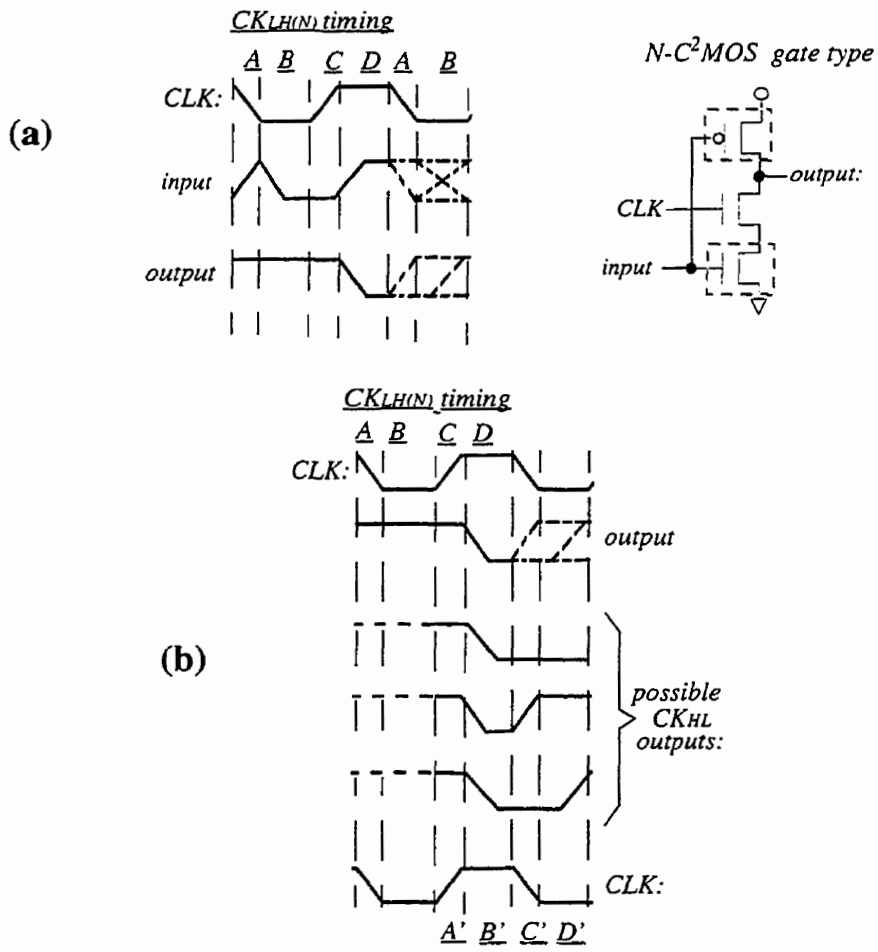 CKLH(N) timing
A B C D A B
CLK:
(a)
input
output
N-C²MOS gate type
output:
CLK
input
CKLH(N) timing
A B C D
CLK:
output
(b)
possible
CKHL
outputs:
CLK:
A' B' C' D'